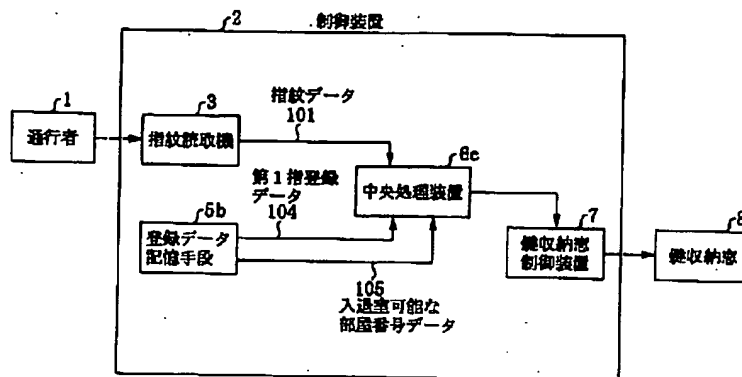 2
制御装置
1
通行者
3
指紋読取機
指紋データ
101
6c
中央処理装置
第1指登録
データ
104
5b
登録データ
記憶手段
105
入退室可能な
部屋番号データ
7
鍵収納窓
制御装置
8
鍵収納窓